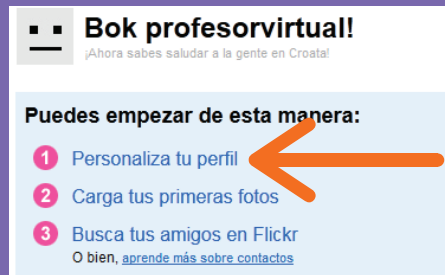 Bok profesorvirtual!
¡Ahora sabes saludar a la gente en Croata!
Puedes empezar de esta manera:
1 Personaliza tu perfil
2 Carga tus primeras fotos
3 Busca tus amigos en Flickr
O bien, aprende más sobre contactos